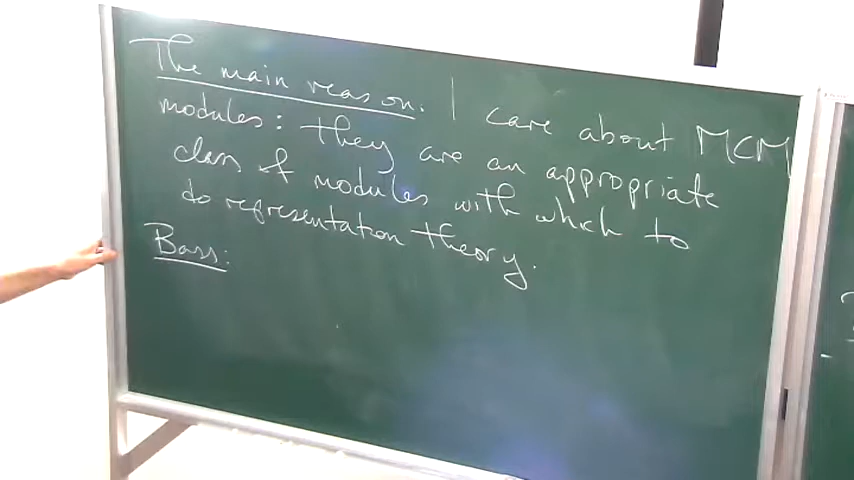 The main reason. I care about MCM
modules: they are an appropriate
class of modules with which to
do representation theory.
Bass: